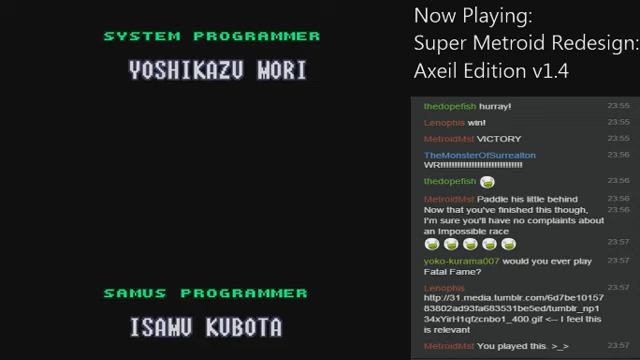 SYSTEM PROGRAMMER
YOSHIKAZU MORI
SAMUS PROGRAMMER
ISAMU KUBOTA
Now Playing:
Super Metroid Redesign:
Axeil Edition v1.4
thedopefish hurray! 23:55
Lenophis win! 23:55
MetroidMst VICTORY 23:55
TheMonsterOfSurrealton 23:56
WR!!!!!!!!!!!!!!!!!!!!!!!!!!!!!!!!!!
thedopefish 23:56
MetroidMst Paddle his little behind 23:56
Now that you've finished this though, 23:56
I'm sure you'll have no complaints about
an Impossible race
23:57
yoko-kurama007 would you ever play 23:57
Fatal Fame?
Lenophis 23:57
http://31.media.tumblr.com/6d7be10157
83802ad93fa683531be5ed/tumblr_np1
34xYirH1qfzcnbo1_400.gif <-- I feel this
is relevant
MetroidMst You played this. >_> 23:57